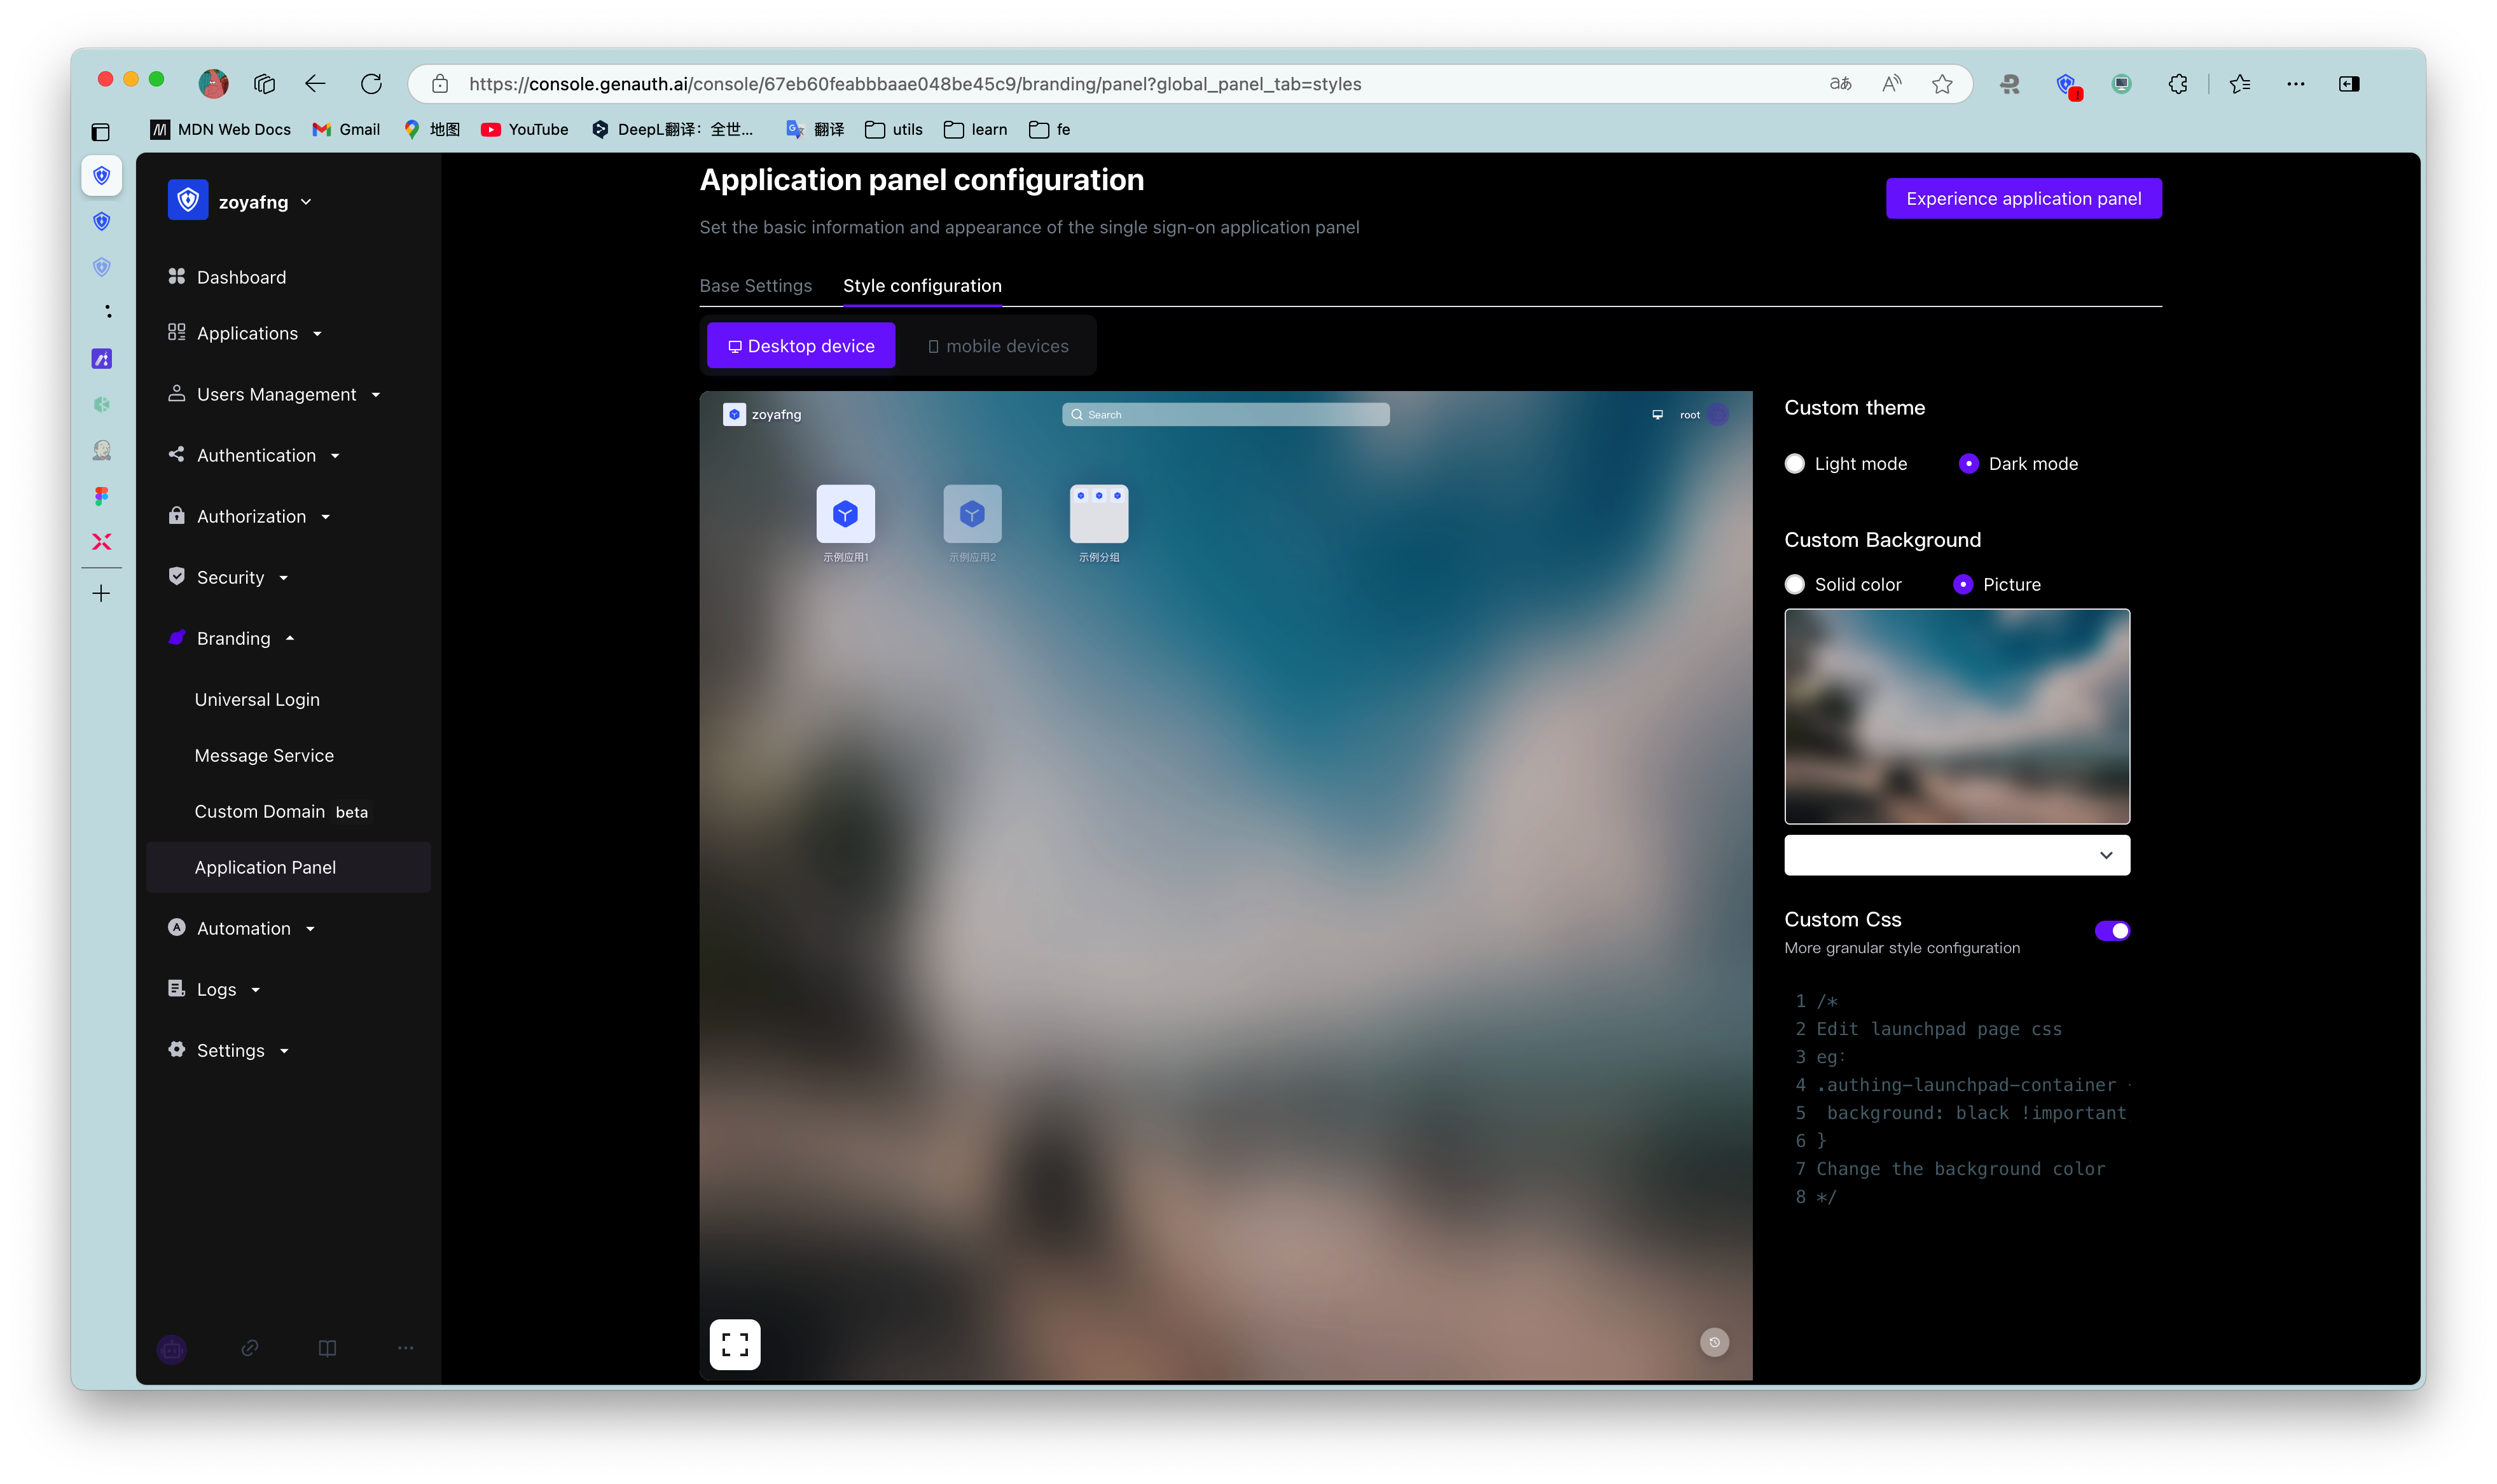 https://console.genauth.ai/console/67eb60feabbbaae048be45c9/branding/panel?global_panel_tab=styles
aあ
MDN Web Docs
Gmail
地图
YouTube
DeepL翻译：全世...
翻译
utils
learn
fe
zoyafng
Dashboard
Applications
Users Management
Authentication
Authorization
Security
Branding
Universal Login
Message Service
Custom Domain beta
Application Panel
Automation
Logs
Settings
Application panel configuration
Set the basic information and appearance of the single sign-on application panel
Experience application panel
Base Settings
Style configuration
Desktop device
mobile devices
zoyafng
Search
root
示例应用1
示例应用2
示例分组
Custom theme
Light mode
Dark mode
Custom Background
Solid color
Picture
Custom Css
More granular style configuration
1 /*
2 Edit launchpad page css
3 eg:
4 .authing-launchpad-container
5 background: black !important
6 }
7 Change the background color
8 */